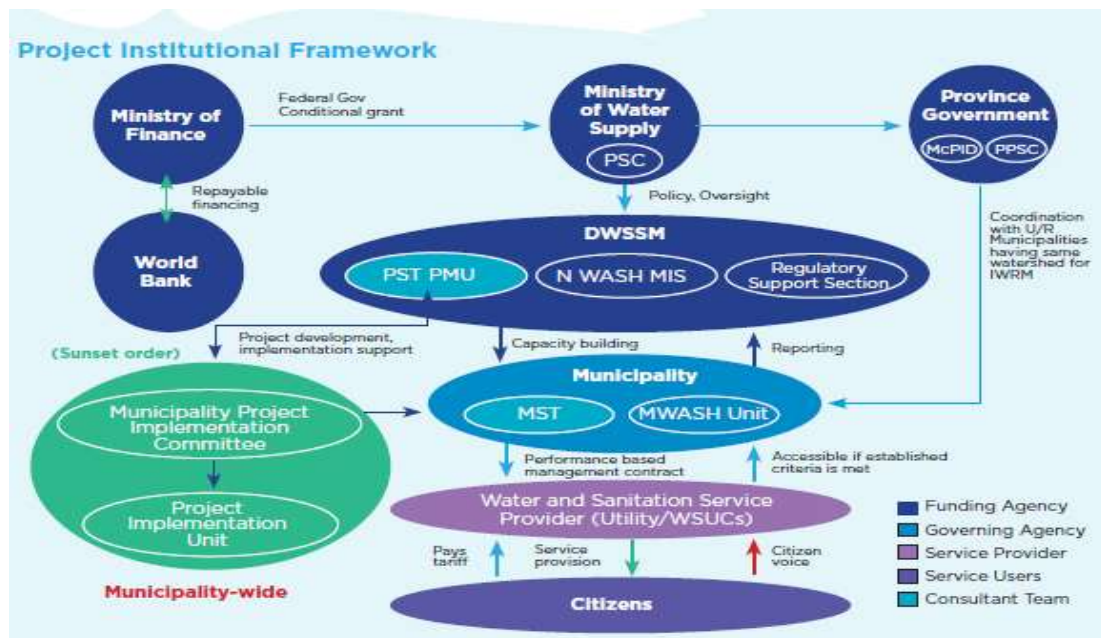 Project Institutional Framework
Ministry of
Finance
Federal Gov
Conditional grant
Ministry
of Water
Supply
PSC
Province
Government
McPID
PPSC
Repayable
financing
Policy, Oversight
World
Bank
DWSSM
PST PMU
N WASH MIS
Regulatory
Support Section
Coordination
with U/R
Municipalities
having same
watershed for
IWRM
(Sunset order)
Project development,
implementation support
Capacity building
Reporting
Municipality Project
Implementation
Committee
Project
Implementation
Unit
Municipality-wide
Municipality
MST
MWASH Unit
Performance based
management contract
Accessible if established
criteria is met
Water and Sanitation Service
Provider (Utility/WSUCs)
Pays
tariff
Service
provision
Citizen
voice
Citizens
Funding Agency
Governing Agency
Service Provider
Service Users
Consultant Team